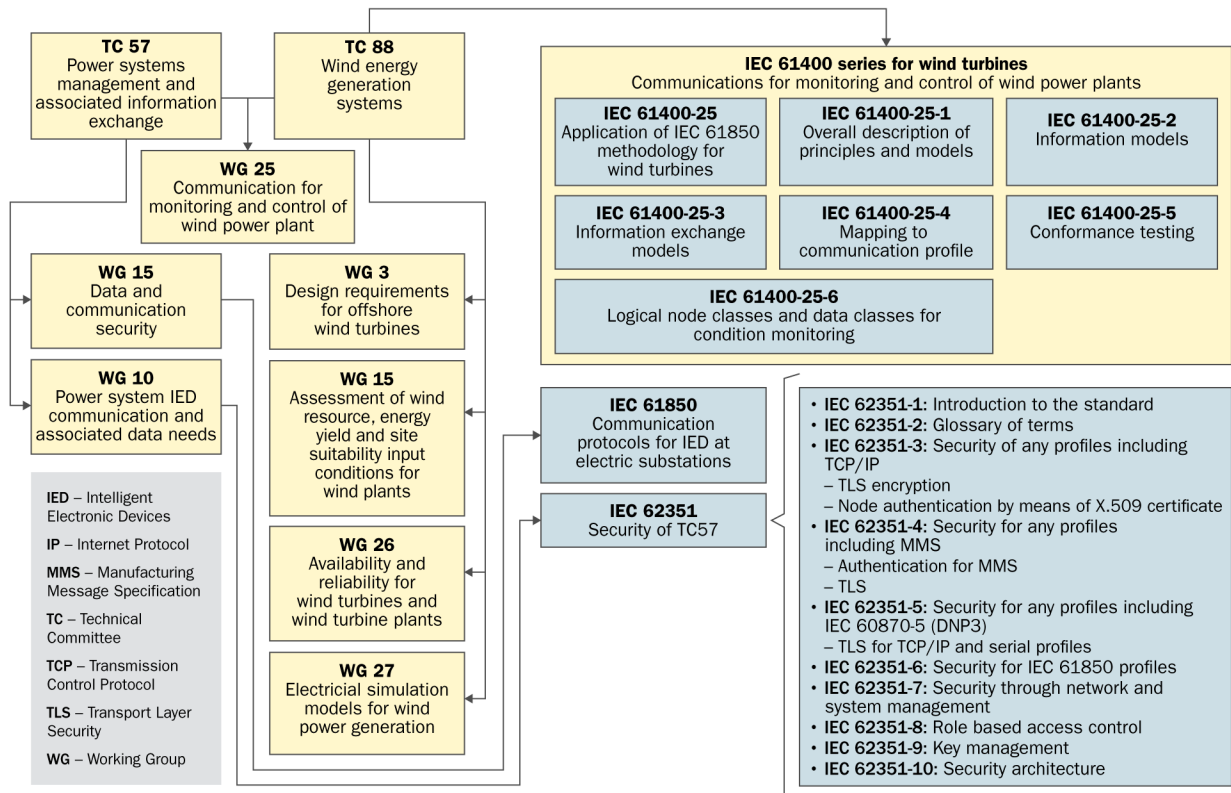 TC 57
Power systems
management and
associated information
exchange
TC 88
Wind energy
generation
systems
WG 25
Communication for
monitoring and control of
wind power plant
WG 15
Data and
communication
security
WG 10
Power system IED
communication and
associated data needs
WG 3
Design requirements
for offshore
wind turbines
WG 15
Assessment of wind
resource, energy
yield and site
suitability input
conditions for
wind plants
WG 26
Availability and
reliability for
wind turbines and
wind turbine plants
WG 27
Electricial simulation
models for wind
power generation
IED – Intelligent
Electronic Devices
IP – Internet Protocol
MMS – Manufacturing
Message Specification
TC – Technical
Committee
TCP – Transmission
Control Protocol
TLS – Transport Layer
Security
WG – Working Group
IEC 61400 series for wind turbines
Communications for monitoring and control of wind power plants
IEC 61400-25
Application of IEC 61850
methodology for
wind turbines
IEC 61400-25-1
Overall description of
principles and models
IEC 61400-25-2
Information models
IEC 61400-25-3
Information exchange
models
IEC 61400-25-4
Mapping to
communication profile
IEC 61400-25-5
Conformance testing
IEC 61400-25-6
Logical node classes and data classes for
condition monitoring
IEC 61850
Communication
protocols for IED at
electric substations
IEC 62351
Security of TC57
• IEC 62351-1: Introduction to the standard
• IEC 62351-2: Glossary of terms
• IEC 62351-3: Security of any profiles including
TCP/IP
– TLS encryption
– Node authentication by means of X.509 certificate
• IEC 62351-4: Security for any profiles
including MMS
– Authentication for MMS
– TLS
• IEC 62351-5: Security for any profiles including
IEC 60870-5 (DNP3)
– TLS for TCP/IP and serial profiles
• IEC 62351-6: Security for IEC 61850 profiles
• IEC 62351-7: Security through network and
system management
• IEC 62351-8: Role based access control
• IEC 62351-9: Key management
• IEC 62351-10: Security architecture